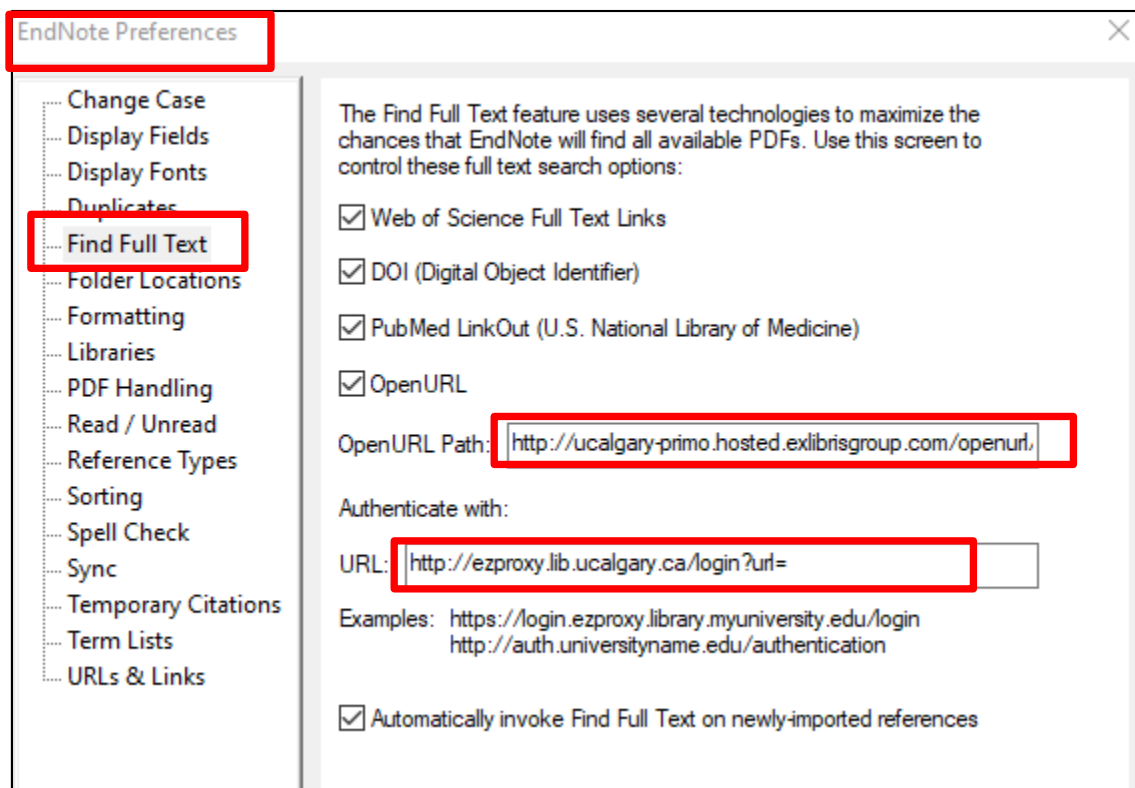 EndNote Preferences
Change Case
Display Fields
Display Fonts
Duplicates
Find Full Text
Folder Locations
Formatting
Libraries
PDF Handling
Read / Unread
Reference Types
Sorting
Spell Check
Sync
Temporary Citations
Term Lists
URLs & Links
The Find Full Text feature uses several technologies to maximize the
chances that EndNote will find all available PDFs. Use this screen to
control these full text search options:
Web of Science Full Text Links
DOI (Digital Object Identifier)
PubMed LinkOut (U.S. National Library of Medicine)
OpenURL
OpenURL Path: http://ucalgary-primo.hosted.exlibrisgroup.com/openurl/
Authenticate with:
URL: http://ezproxy.lib.ucalgary.ca/login?url=
Examples: https://login.ezproxy.library.myuniversity.edu/login
http://auth.universityname.edu/authentication
Automatically invoke Find Full Text on newly-imported references